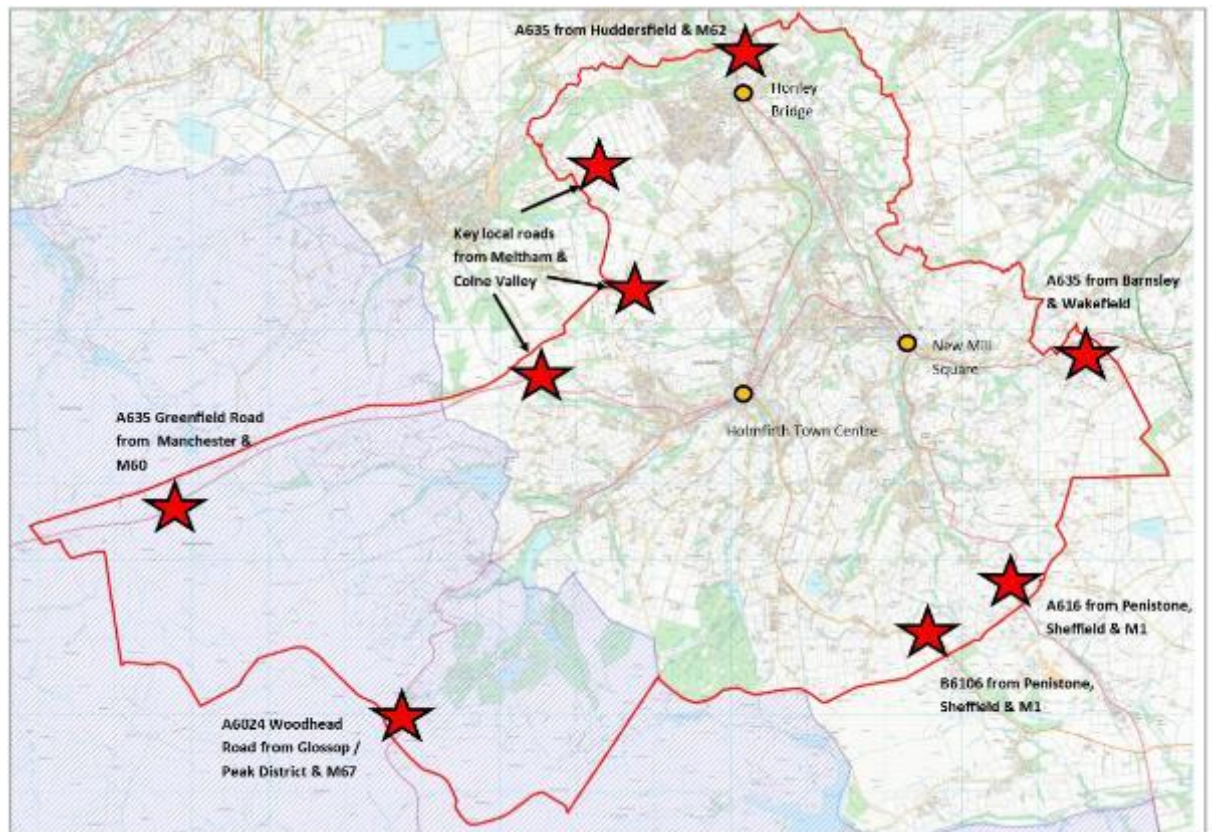 A635 from Huddersfield & M62
Honley
Bridge
Key local roads
from Meltham &
Colne Valley
A635 from Barnsley
& Wakefield
New Mill
Square
Holmfirth Town Centre
A635 Greenfield Road
from Manchester &
M60
A616 from Penistone,
Sheffield & M1
B6106 from Penistone,
Sheffield & M1
A6024 Woodhead
Road from Glossop /
Peak District & M67